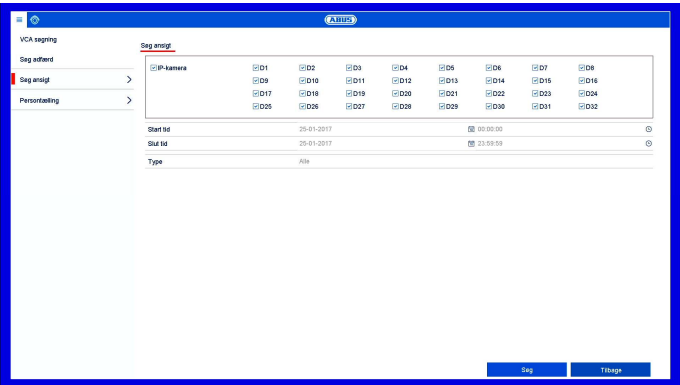 ABUS
VCA søgning
Søg adfærd
Søg ansigt
Persontælling
Søg ansigt
IP-kamera D1 D2 D3 D4 D5 D6 D7 D8
D9 D10 D11 D12 D13 D14 D15 D16
D17 D18 D19 D20 D21 D22 D23 D24
D25 D26 D27 D28 D29 D30 D31 D32
Start tid 25-01-2017 00:00:00
Slut tid 25-01-2017 23:59:59
Type Alle
Søg Tilbage